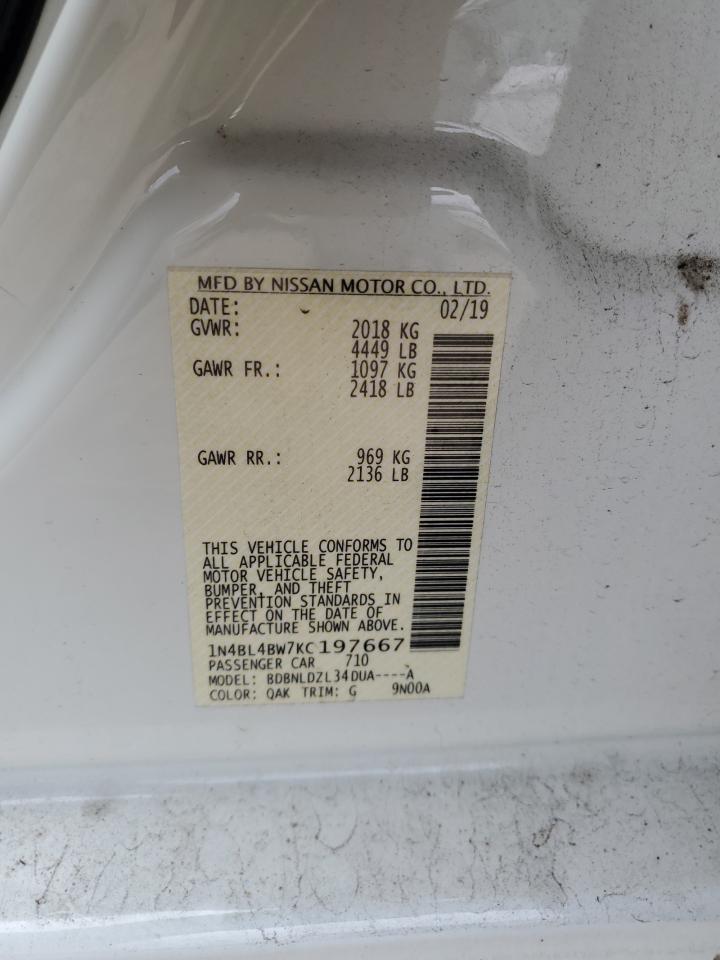 MFD BY NISSAN MOTOR CO., LTD.
DATE: 02/19
GVWR: 2018 KG
4449 LB
GAWR FR.: 1097 KG
2418 LB
GAWR RR.: 969 KG
2136 LB
THIS VEHICLE CONFORMS TO
ALL APPLICABLE FEDERAL
MOTOR VEHICLE SAFETY,
BUMPER, AND THEFT
PREVENTION STANDARDS IN
EFFECT ON THE DATE OF
MANUFACTURE SHOWN ABOVE.
1N4BL4BW7KC197667
PASSENGER CAR 710
MODEL: BDBNLDZL34DUA----A
COLOR: QAK TRIM: G 9N00A